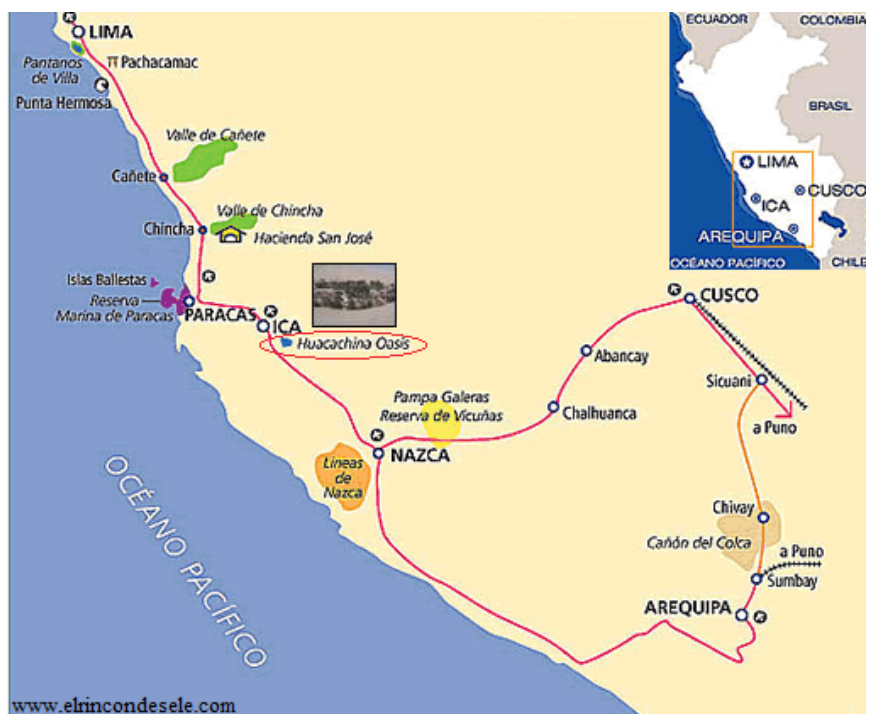 LIMA
Pantanos
de Villa
Pachacamac
Punta Hermosa
Valle de Cañete
Cañete
Valle de Chincha
Chincha
Hacienda San José
Islas Ballestas
Reserva
Marina de Paracas
PARACAS
ICA
Huacachina Oasis
CUSCO
Abancay
Sicuani
Pampa Galeras
Reserva de Vicuñas
Chalhuanca
a Puno
NAZCA
Líneas
de
Nazca
Chivay
Cañón del Colca
a Puno
Sumbay
AREQUIPA
OCÉANO PACÍFICO
www.elrincondesele.com
ECUADOR
COLOMBIA
BRASIL
LIMA
CUSCO
ICA
AREQUIPA
OCÉANO PACÍFICO
CHILE